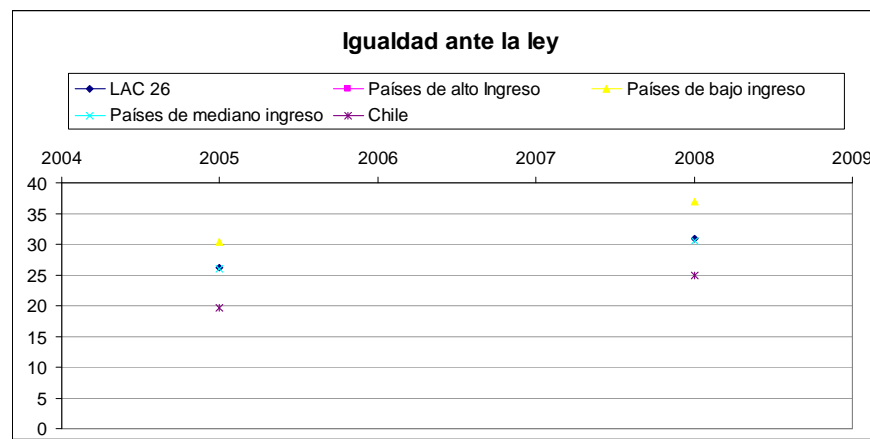 Igualdad ante la ley
LAC 26 Países de alto Ingreso Países de bajo ingreso
Países de mediano ingreso Chile
2004 2005 2006 2007 2008 2009
40
35
30
25
20
15
10
5
0